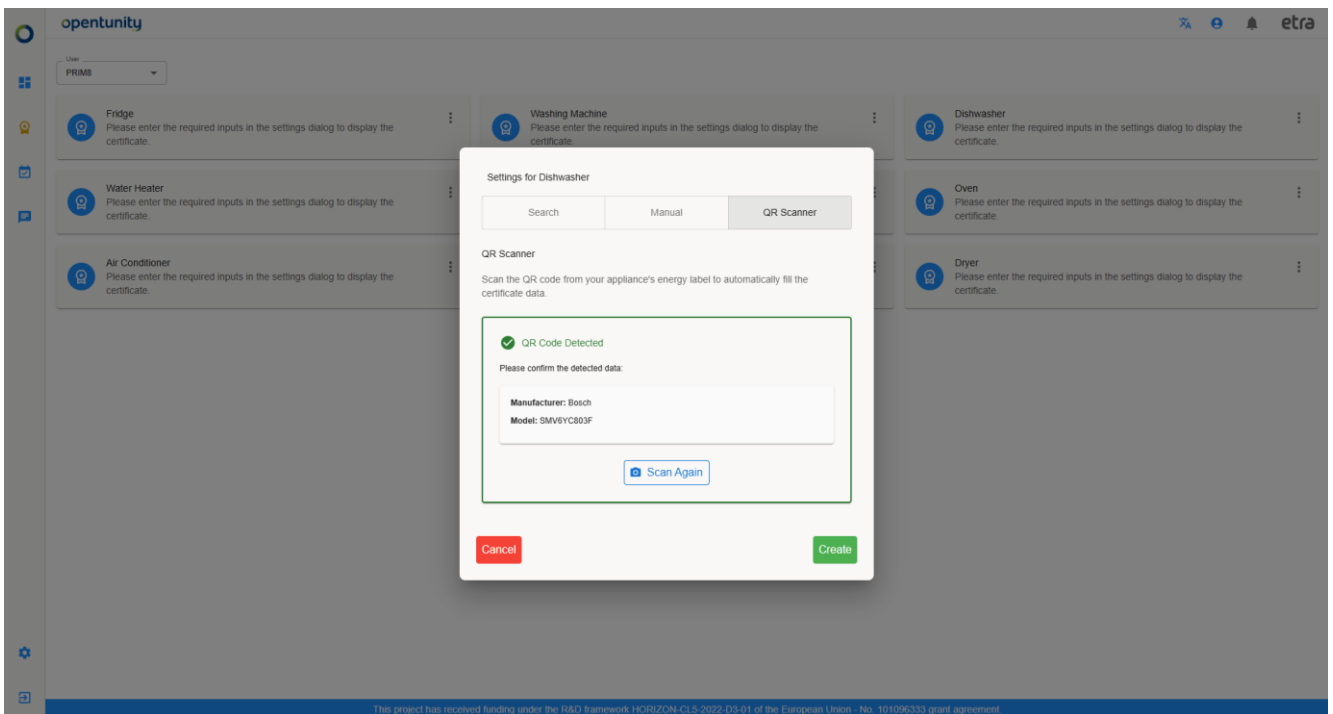 opentunity
etra
User
PRIM8
Fridge
Please enter the required inputs in the settings dialog to display the
certificate.
Washing Machine
Please enter the required inputs in the settings dialog to display the
certificate.
Dishwasher
Please enter the required inputs in the settings dialog to display the
certificate.
Water Heater
Please enter the required inputs in the settings dialog to display the
certificate.
Oven
Please enter the required inputs in the settings dialog to display the
certificate.
Air Conditioner
Please enter the required inputs in the settings dialog to display the
certificate.
Dryer
Please enter the required inputs in the settings dialog to display the
certificate.
Settings for Dishwasher
Search
Manual
QR Scanner
QR Scanner
Scan the QR code from your appliance's energy label to automatically fill the
certificate data.
QR Code Detected
Please confirm the detected data:
Manufacturer: Bosch
Model: SMV6YC803F
Scan Again
Cancel
Create
This project has received funding under the R&D framework HORIZON-CL5-2022-D3-01 of the European Union - No. 101096333 grant agreement.